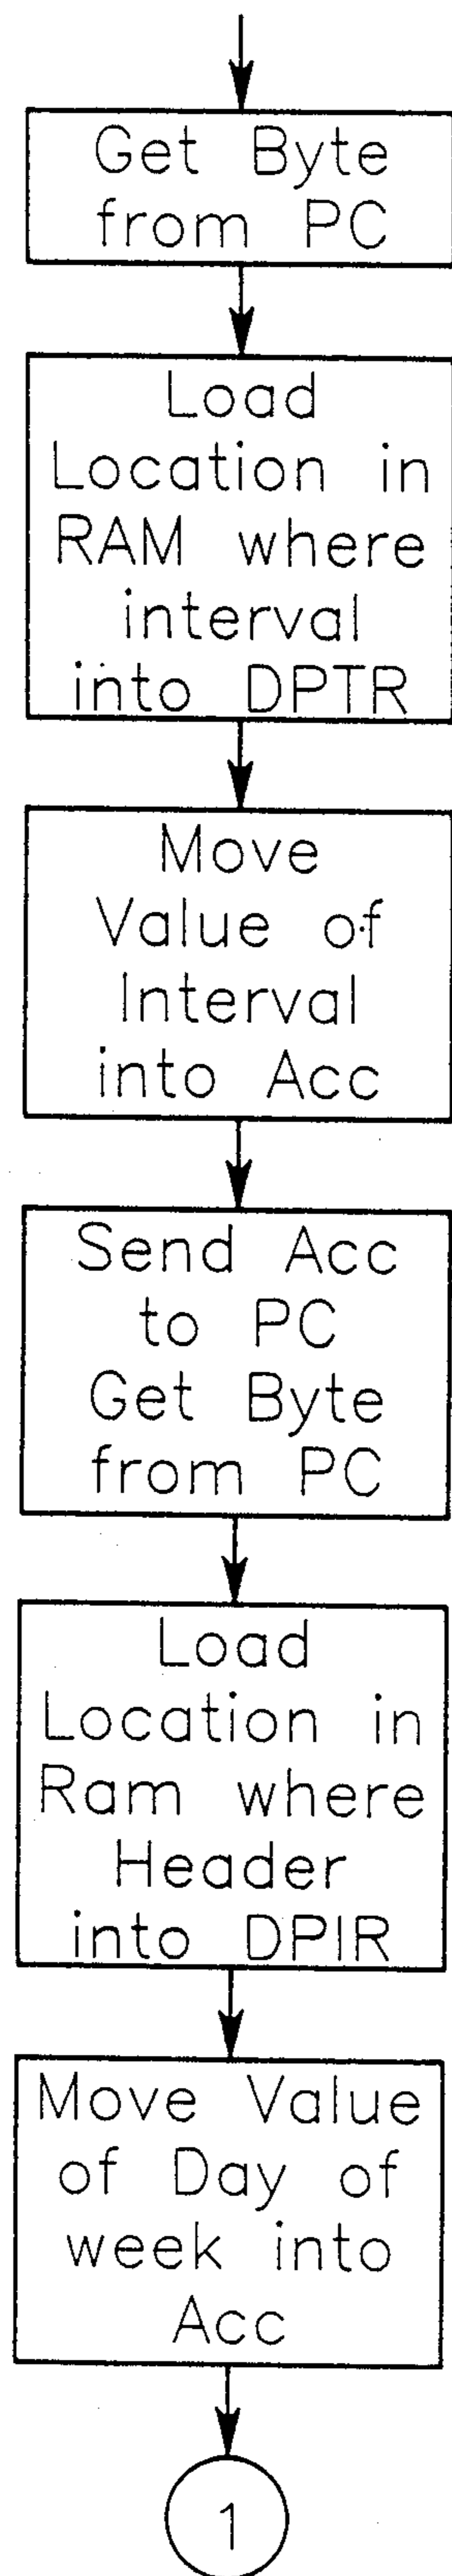 Get Byte
from PC
Load
Location in
RAM where
interval
into DPTR
Move
Value of
Interval
into Acc
Send Acc
to PC
Get Byte
from PC
Load
Location in
Ram where
Header
into DPIR
Move Value
of Day of
week into
Acc
1